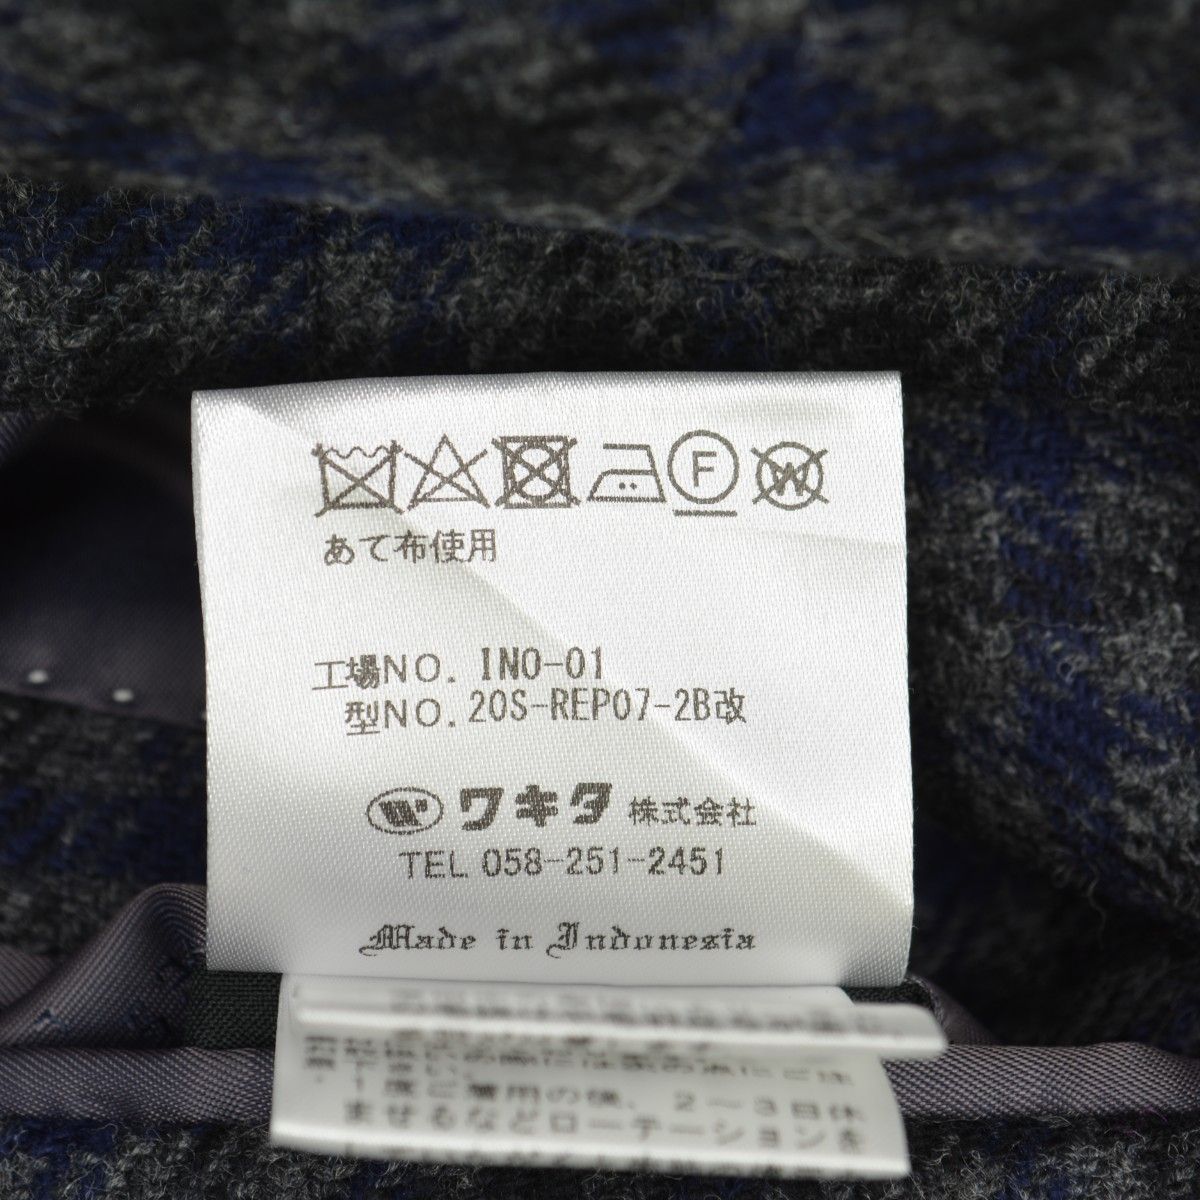 F W
あて布使用
工場NO. INO-01
型NO. 20S-REP07-2B改
ワキタ 株式会社
TEL 058-251-2451
Made in Indonesia
下さい。
・1度ご着用の後、2~3日休
ませるなどローテーションを